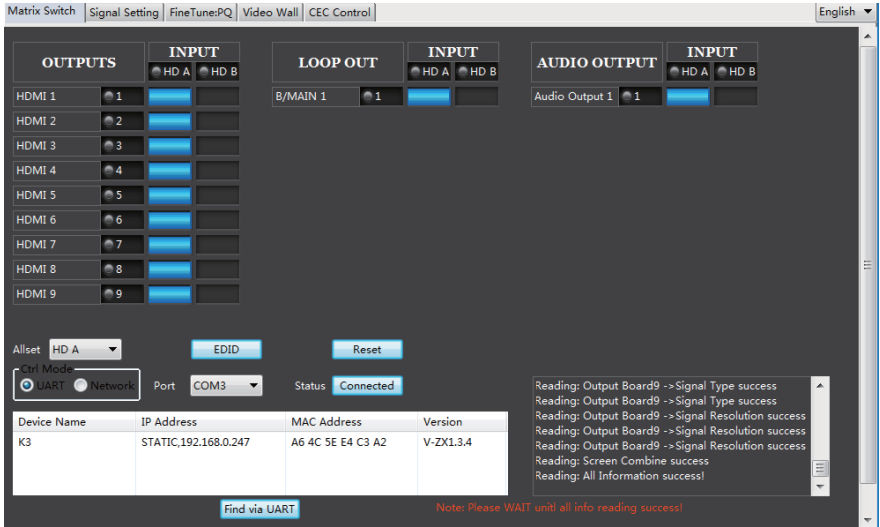 Matrix Switch Signal Setting FineTune:PQ Video Wall CEC Control English
OUTPUTS INPUT LOOP OUT INPUT AUDIO OUTPUT INPUT
HD A HD B HD A HD B HD A HD B
HDMI 1 1 B/MAIN 1 1 Audio Output 1 1
HDMI 2 2
HDMI 3 3
HDMI 4 4
HDMI 5 5
HDMI 6 6
HDMI 7 7
HDMI 8 8
HDMI 9 9
Allset HD A EDID Reset
Ctrl Mode
UART Network Port COM3 Status Connected
Device Name IP Address MAC Address Version
K3 STATIC,192.168.0.247 A6 4C 5E E4 C3 A2 V-ZX1.3.4
Reading: Output Board9 ->Signal Type success
Reading: Output Board9 ->Signal Type success
Reading: Output Board9 ->Signal Resolution success
Reading: Output Board9 ->Signal Resolution success
Reading: Output Board9 ->Signal Resolution success
Reading: Screen Combine success
Reading: All Information success!
Find via UART Note: Please WAIT unitl all info reading success!